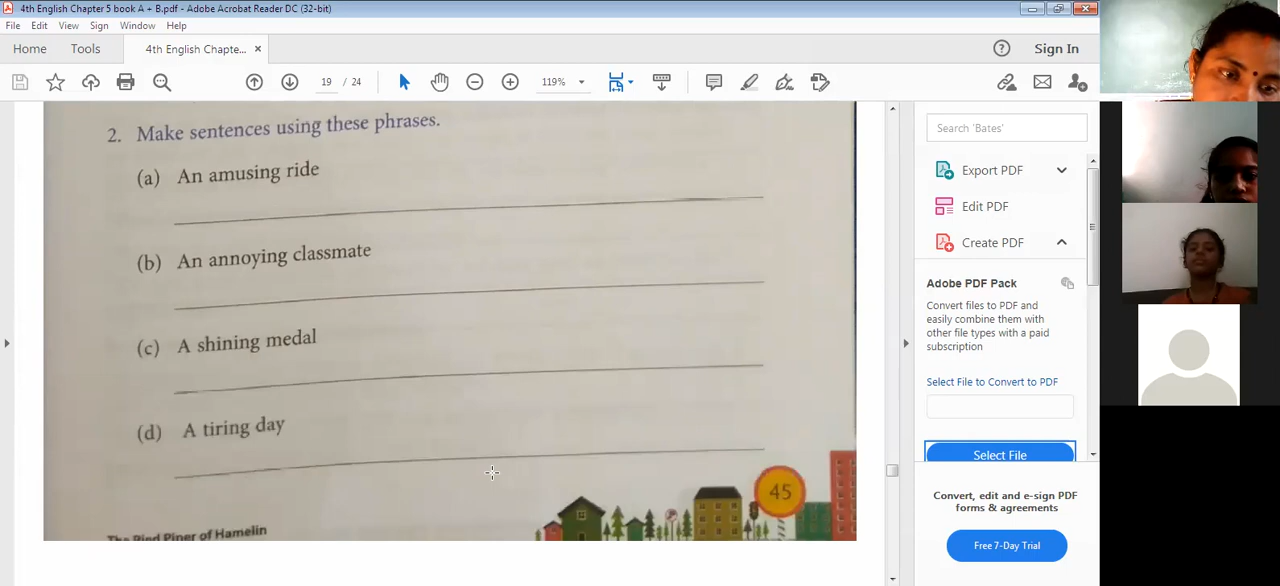 4th English Chapter 5 book A + B.pdf - Adobe Acrobat Reader DC (32-bit)
File Edit View Sign Window Help
Home Tools 4th English Chapte... × Sign In
19 / 24 119%
2. Make sentences using these phrases.
(a) An amusing ride
(b) An annoying classmate
(c) A shining medal
(d) A tiring day
45
The Pied Piper of Hamelin
Search 'Bates'
Export PDF
Edit PDF
Create PDF
Adobe PDF Pack
Convert files to PDF and
easily combine them with
other file types with a paid
subscription
Select File to Convert to PDF
Select File
Convert, edit and e-sign PDF
forms & agreements
Free 7-Day Trial